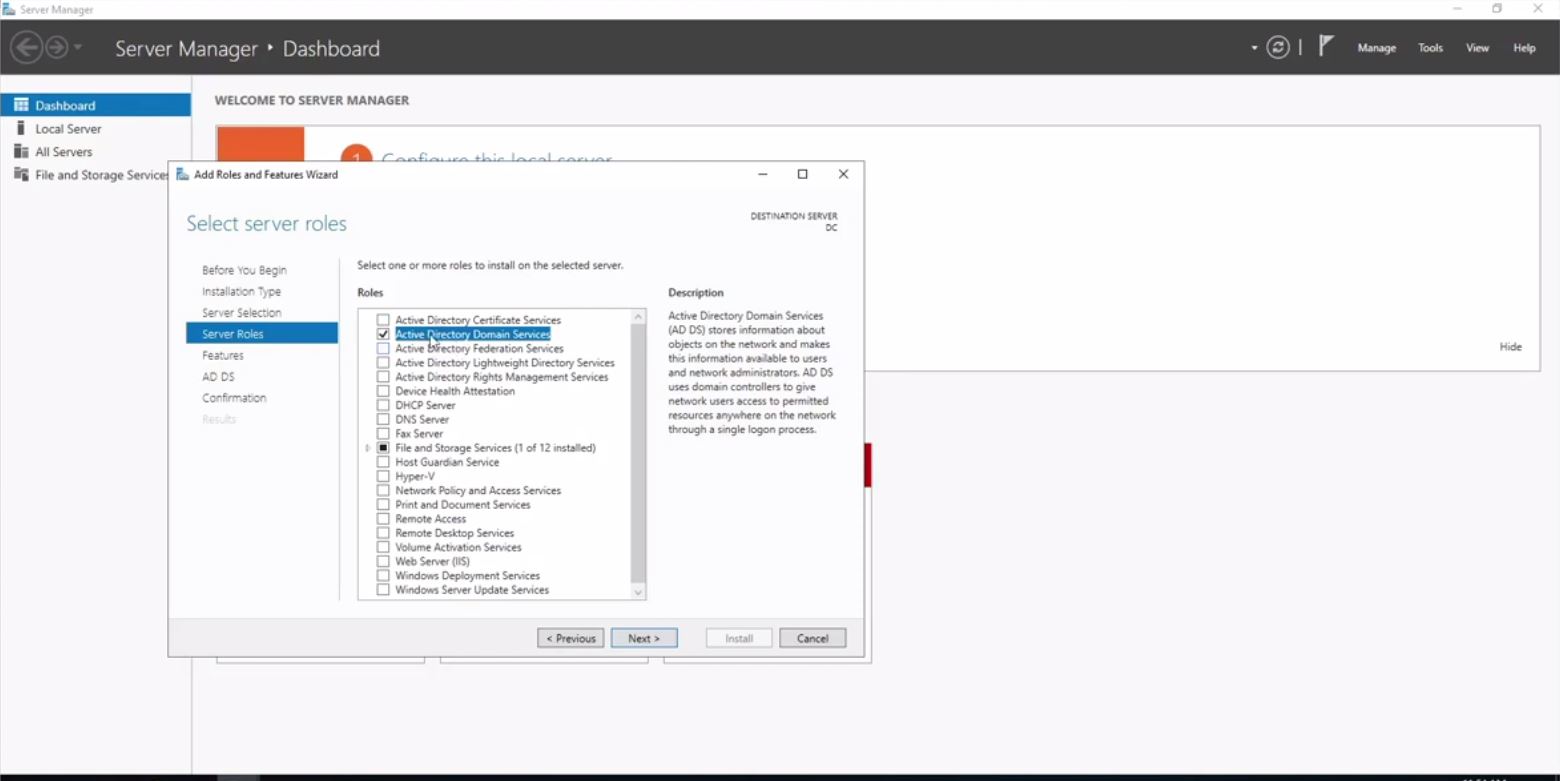 Server Manager
Server Manager ‣ Dashboard
Manage Tools View Help
Dashboard
Local Server
All Servers
File and Storage Services
WELCOME TO SERVER MANAGER
1 Configure this local server
Hide
Add Roles and Features Wizard
Select server roles
DESTINATION SERVER
DC
Before You Begin
Installation Type
Server Selection
Server Roles
Features
AD DS
Confirmation
Results
Select one or more roles to install on the selected server.
Roles
Active Directory Certificate Services
Active Directory Domain Services
Active Directory Federation Services
Active Directory Lightweight Directory Services
Active Directory Rights Management Services
Device Health Attestation
DHCP Server
DNS Server
Fax Server
File and Storage Services (1 of 12 installed)
Host Guardian Service
Hyper-V
Network Policy and Access Services
Print and Document Services
Remote Access
Remote Desktop Services
Volume Activation Services
Web Server (IIS)
Windows Deployment Services
Windows Server Update Services
Description
Active Directory Domain Services
(AD DS) stores information about
objects on the network and makes
this information available to users
and network administrators. AD DS
uses domain controllers to give
network users access to permitted
resources anywhere on the network
through a single logon process.
< Previous
Next >
Install
Cancel